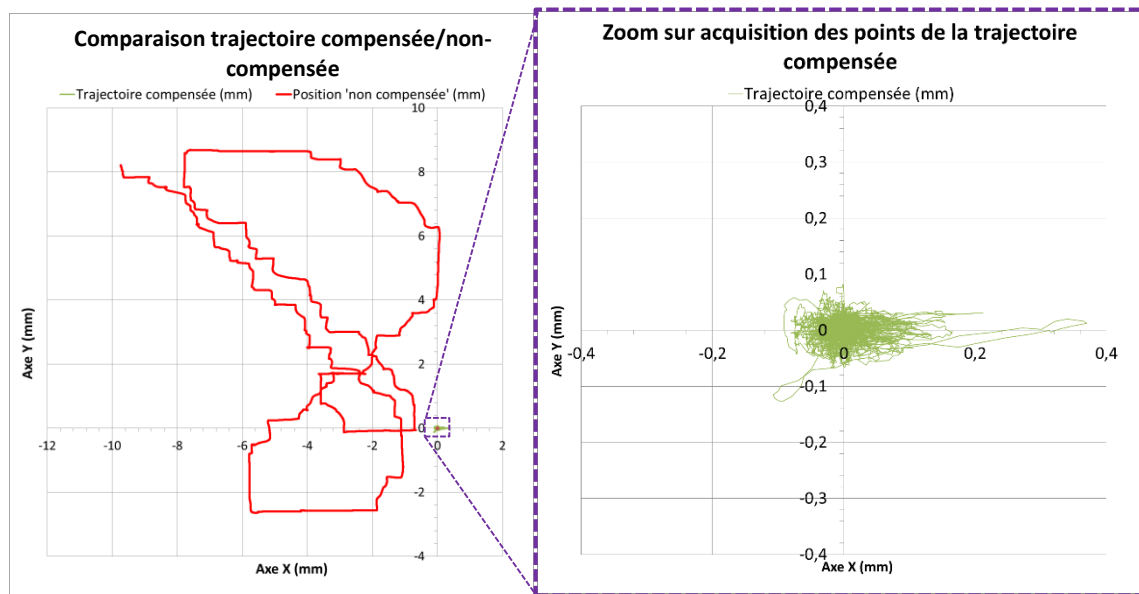 Comparaison trajectoire compensée/non-
compensée
Trajectoire compensée (mm)
Position 'non compensée' (mm)
10
8
6
4
2
0
-2
-4
-12
-10
-8
-6
-4
-2
0
2
Axe Y (mm)
Axe X (mm)
Zoom sur acquisition des points de la trajectoire
compensée
Trajectoire compensée (mm)
0,4
0,3
0,2
0,1
0
-0,1
-0,2
-0,3
-0,4
-0,4
-0,2
0
0,2
0,4
Axe Y (mm)
Axe X (mm)